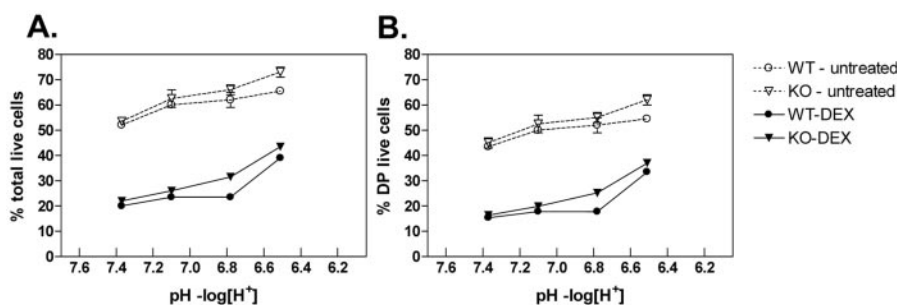 A.
% total live cells
80
70
60
50
40
30
20
10
0
7.6 7.4 7.2 7.0 6.8 6.6 6.4 6.2
pH -log[H+]
B.
% DP live cells
80
70
60
50
40
30
20
10
0
7.6 7.4 7.2 7.0 6.8 6.6 6.4 6.2
pH -log[H+]
WT - untreated
KO - untreated
WT-DEX
KO-DEX